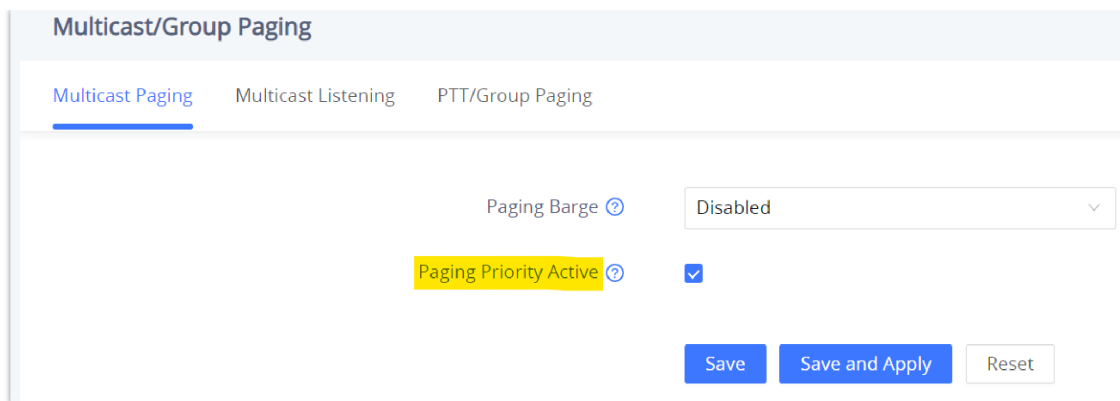 Multicast/Group Paging
Multicast Paging Multicast Listening PTT/Group Paging
Paging Barge ? Disabled
Paging Priority Active ?
Save Save and Apply Reset